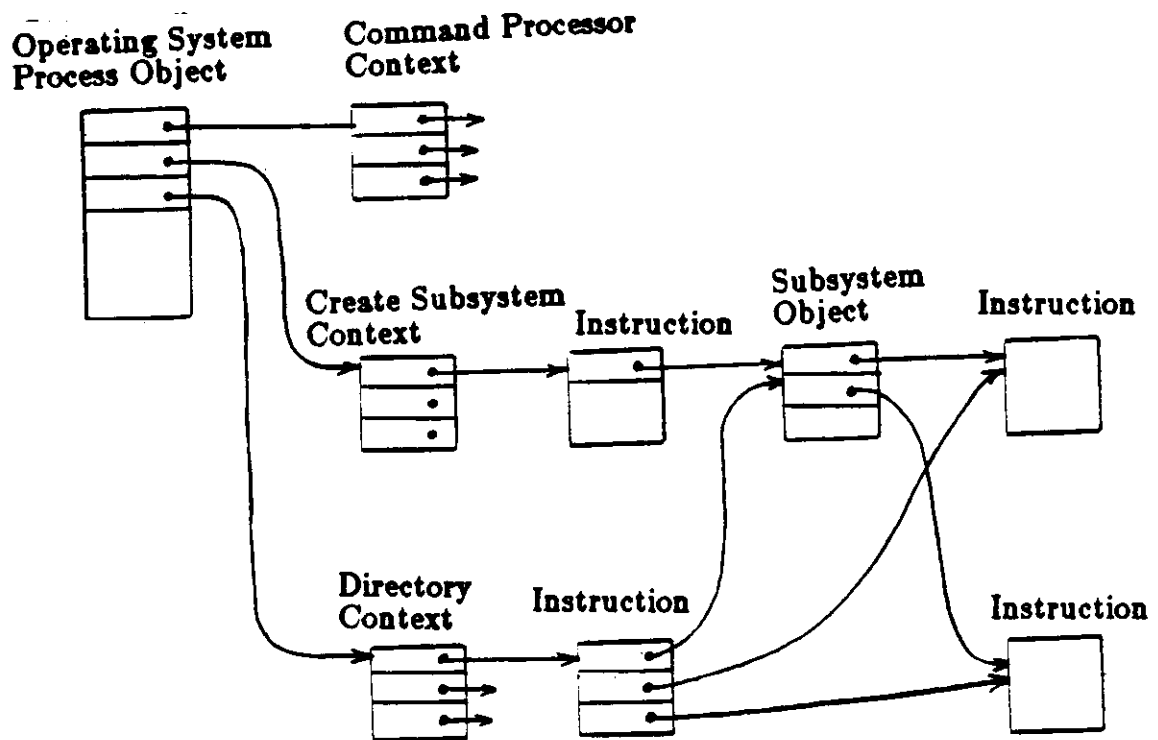 Operating System
Process Object
Command Processor
Context
Create Subsystem
Context
Instruction
Subsystem
Object
Instruction
Directory
Context
Instruction
Instruction